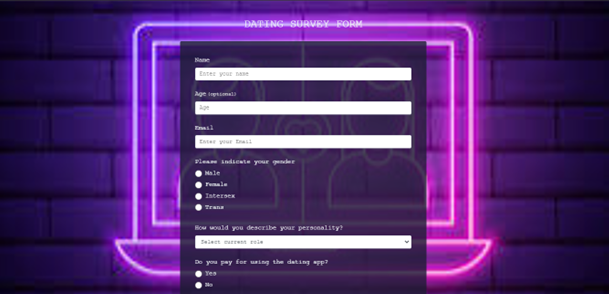 DATING SURVEY FORM
Name
Enter your name
Age (optional)
Age
Email
Enter your Email
Please indicate your gender
Male
Female
Intersex
Trans
How would you describe your personality?
Select current role
Do you pay for using the dating app?
Yes
No